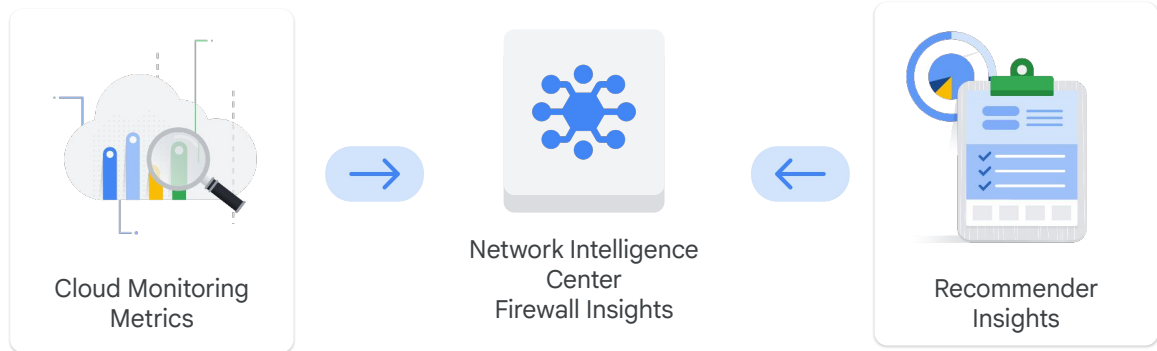 Cloud Monitoring
Metrics
Network Intelligence
Center
Firewall Insights
Recommender
Insights